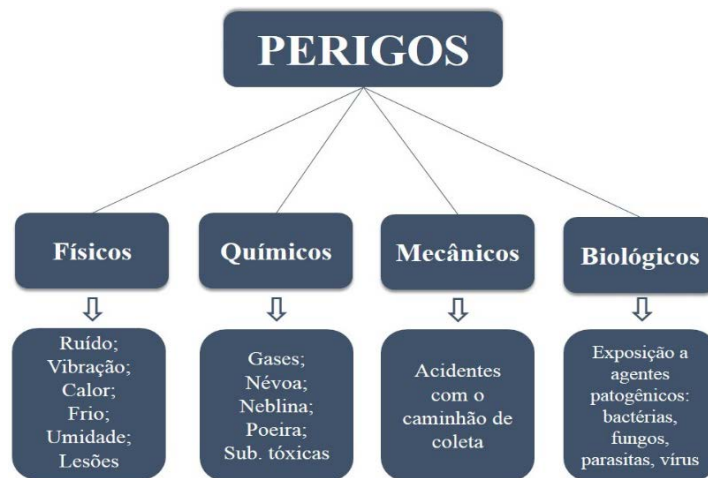 PERIGOS
Físicos
Químicos
Mecânicos
Biológicos
Ruído;
Vibração;
Calor;
Frio;
Umidade;
Lesões
Gases;
Névoa;
Neblina;
Poeira;
Sub. tóxicas
Acidentes
com o
caminhão de
coleta
Exposição a
agentes
patogênicos:
bactérias,
fungos,
parasitas, vírus